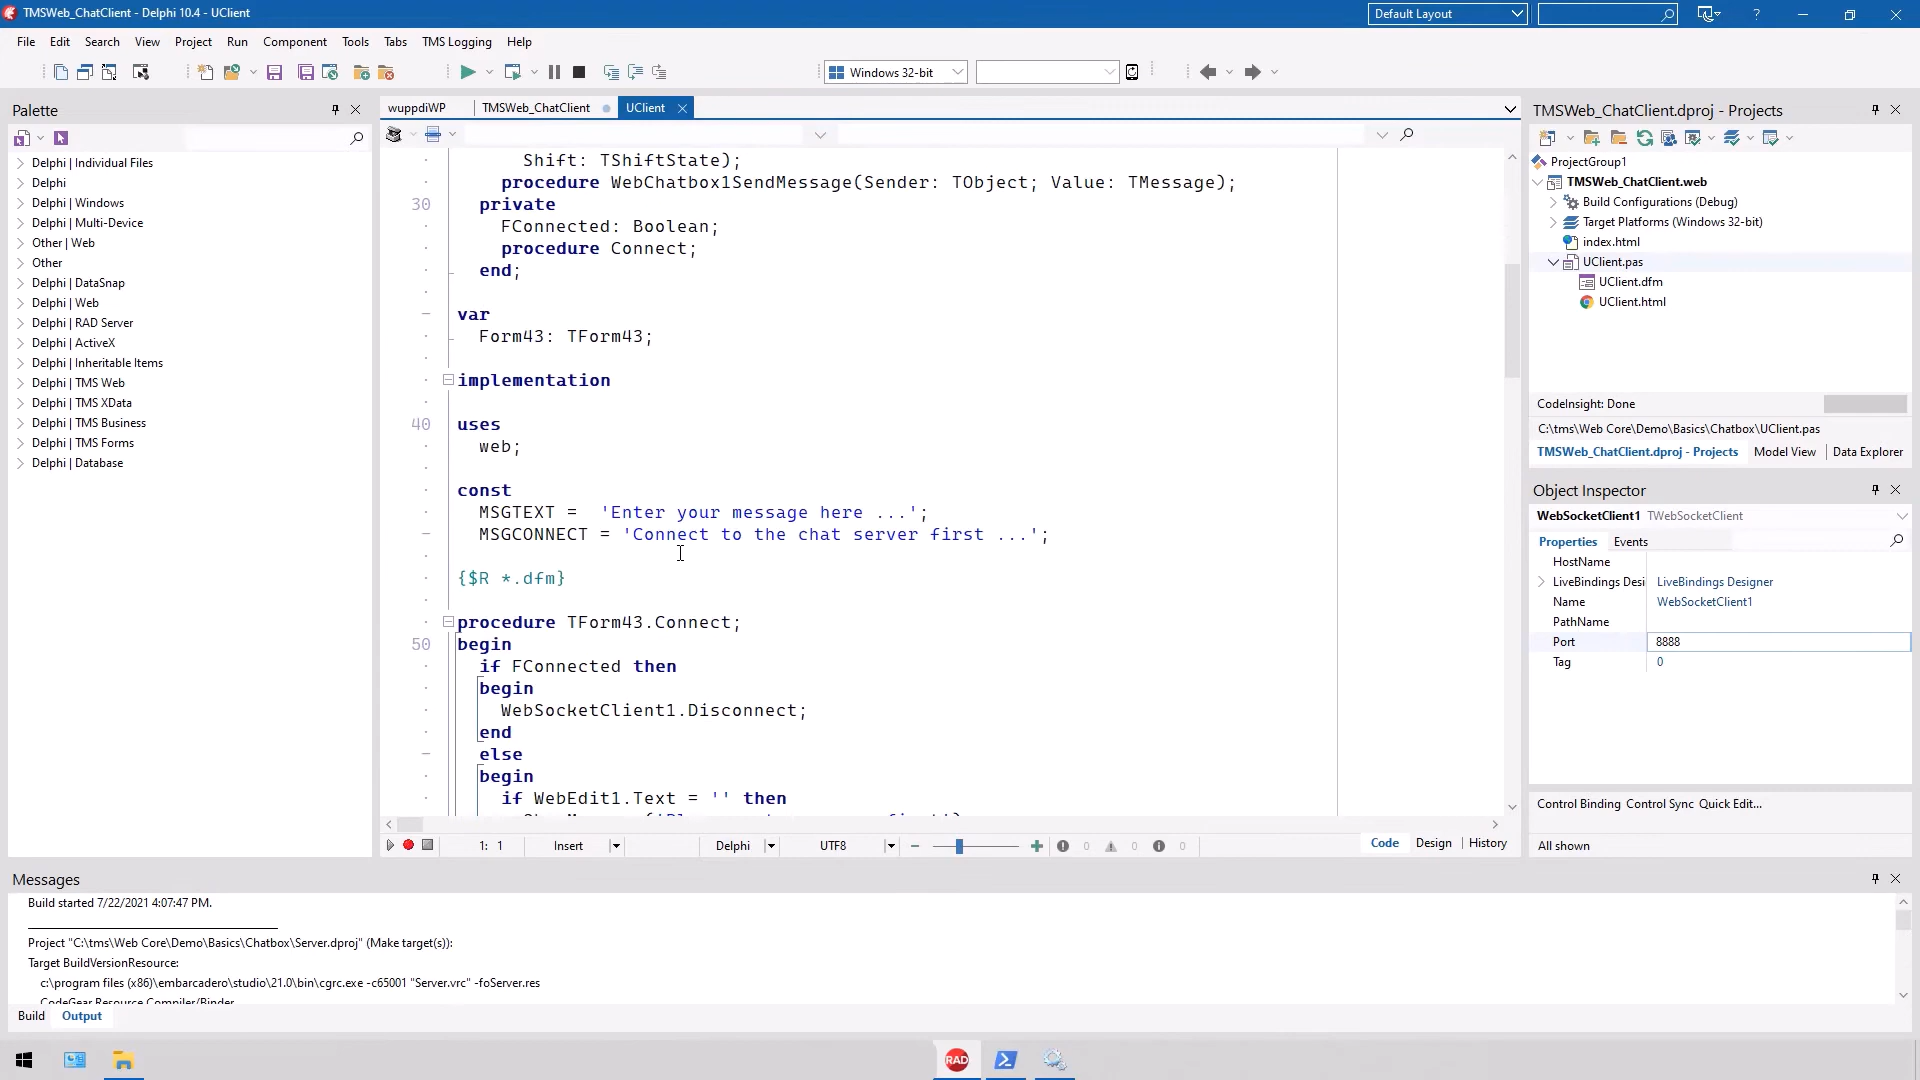 TMSWeb_ChatClient - Delphi 10.4 - UClient
Default Layout
?
File Edit Search View Project Run Component Tools Tabs TMS Logging Help
Windows 32-bit
Palette
Delphi | Individual Files
Delphi
Delphi | Windows
Delphi | Multi-Device
Other | Web
Other
Delphi | DataSnap
Delphi | Web
Delphi | RAD Server
Delphi | ActiveX
Delphi | Inheritable Items
Delphi | TMS Web
Delphi | TMS XData
Delphi | TMS Business
Delphi | TMS Forms
Delphi | Database
wuppdiWP TMSWeb_ChatClient UClient
Shift: TShiftState);
procedure WebChatbox1SendMessage(Sender: TObject; Value: TMessage);
30 private
FConnected: Boolean;
procedure Connect;
end;
var
Form43: TForm43;
implementation
40 uses
web;
const
MSGTEXT =  'Enter your message here ...';
MSGCONNECT = 'Connect to the chat server first ...';
{$R *.dfm}
procedure TForm43.Connect;
50 begin
if FConnected then
begin
WebSocketClient1.Disconnect;
end
else
begin
if WebEdit1.Text = '' then
1: 1 Insert Delphi UTF8 0 0 0 Code Design History
TMSWeb_ChatClient.dproj - Projects
ProjectGroup1
TMSWeb_ChatClient.web
Build Configurations (Debug)
Target Platforms (Windows 32-bit)
index.html
UClient.pas
UClient.dfm
UClient.html
CodeInsight: Done
C:\tms\Web Core\Demo\Basics\Chatbox\UClient.pas
TMSWeb_ChatClient.dproj - Projects Model View Data Explorer
Object Inspector
WebSocketClient1 TWebSocketClient
Properties Events
HostName
LiveBindings Desi LiveBindings Designer
Name WebSocketClient1
PathName
Port 8888
Tag 0
Control Binding Control Sync Quick Edit...
All shown
Messages
Build started 7/22/2021 4:07:47 PM.
Project "C:\tms\Web Core\Demo\Basics\Chatbox\Server.dproj" (Make target(s)):
Target BuildVersionResource:
c:\program files (x86)\embarcadero\studio\21.0\bin\cgrc.exe -c65001 "Server.vrc" -foServer.res
CodeGear Resource Compiler/Binder
Build Output
RAD